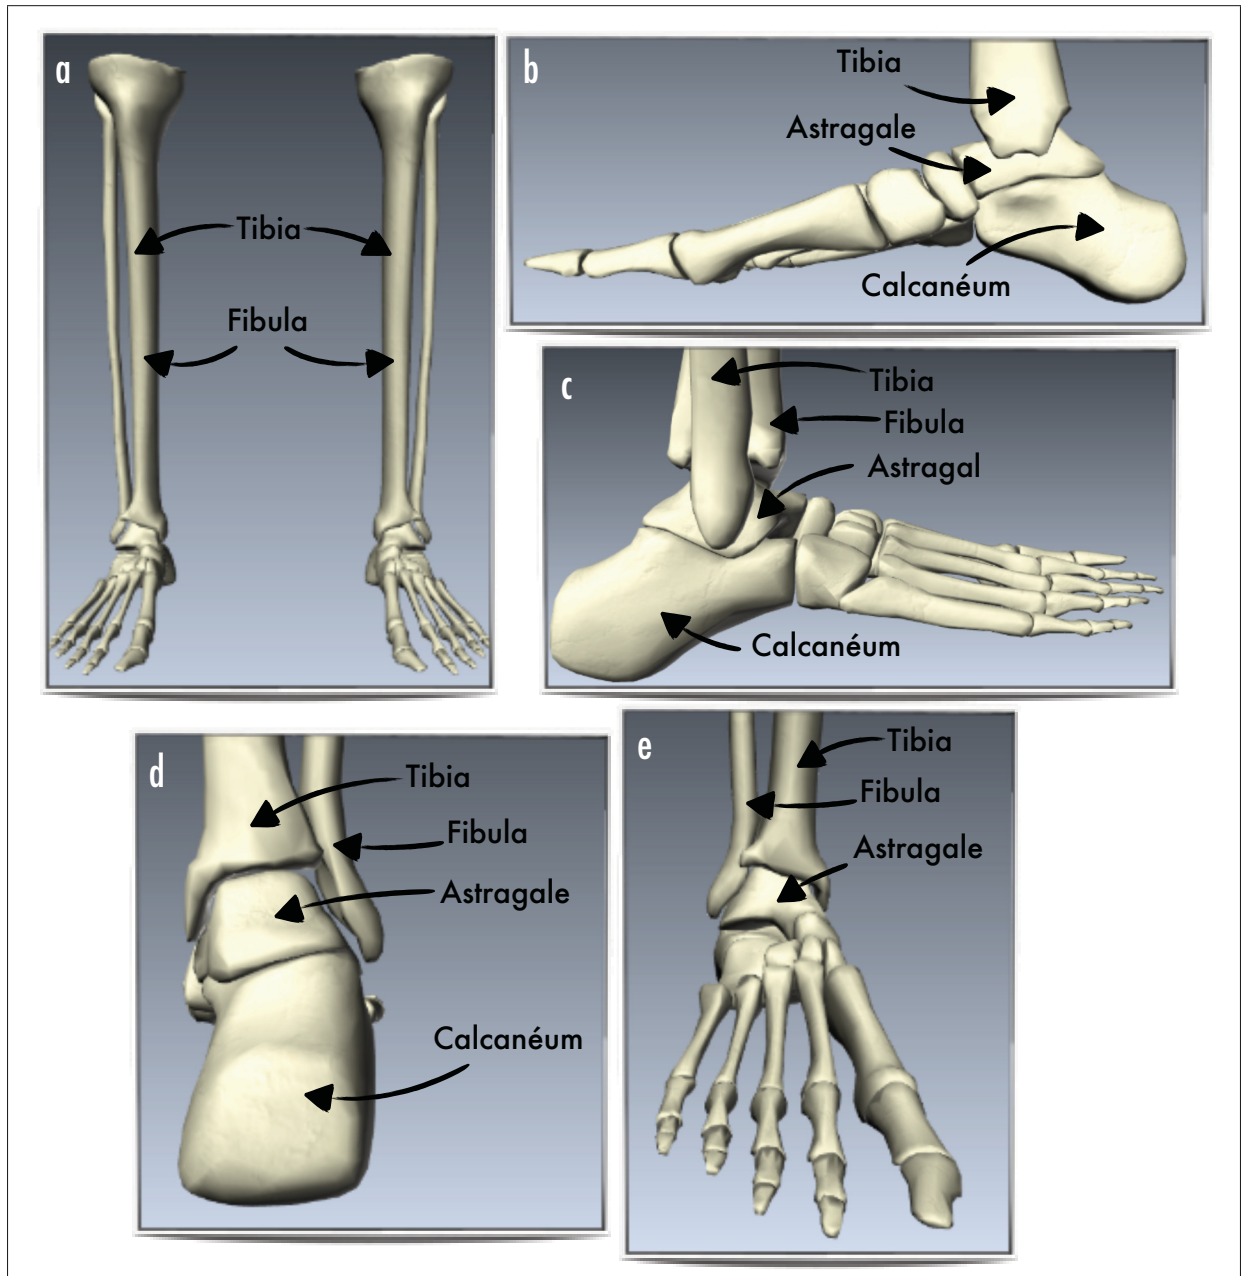 a
Tibia
Fibula
b
Tibia
Astragale
Calcanéum
c
Tibia
Fibula
Astragal
Calcanéum
d
Tibia
Fibula
Astragale
Calcanéum
e
Tibia
Fibula
Astragale